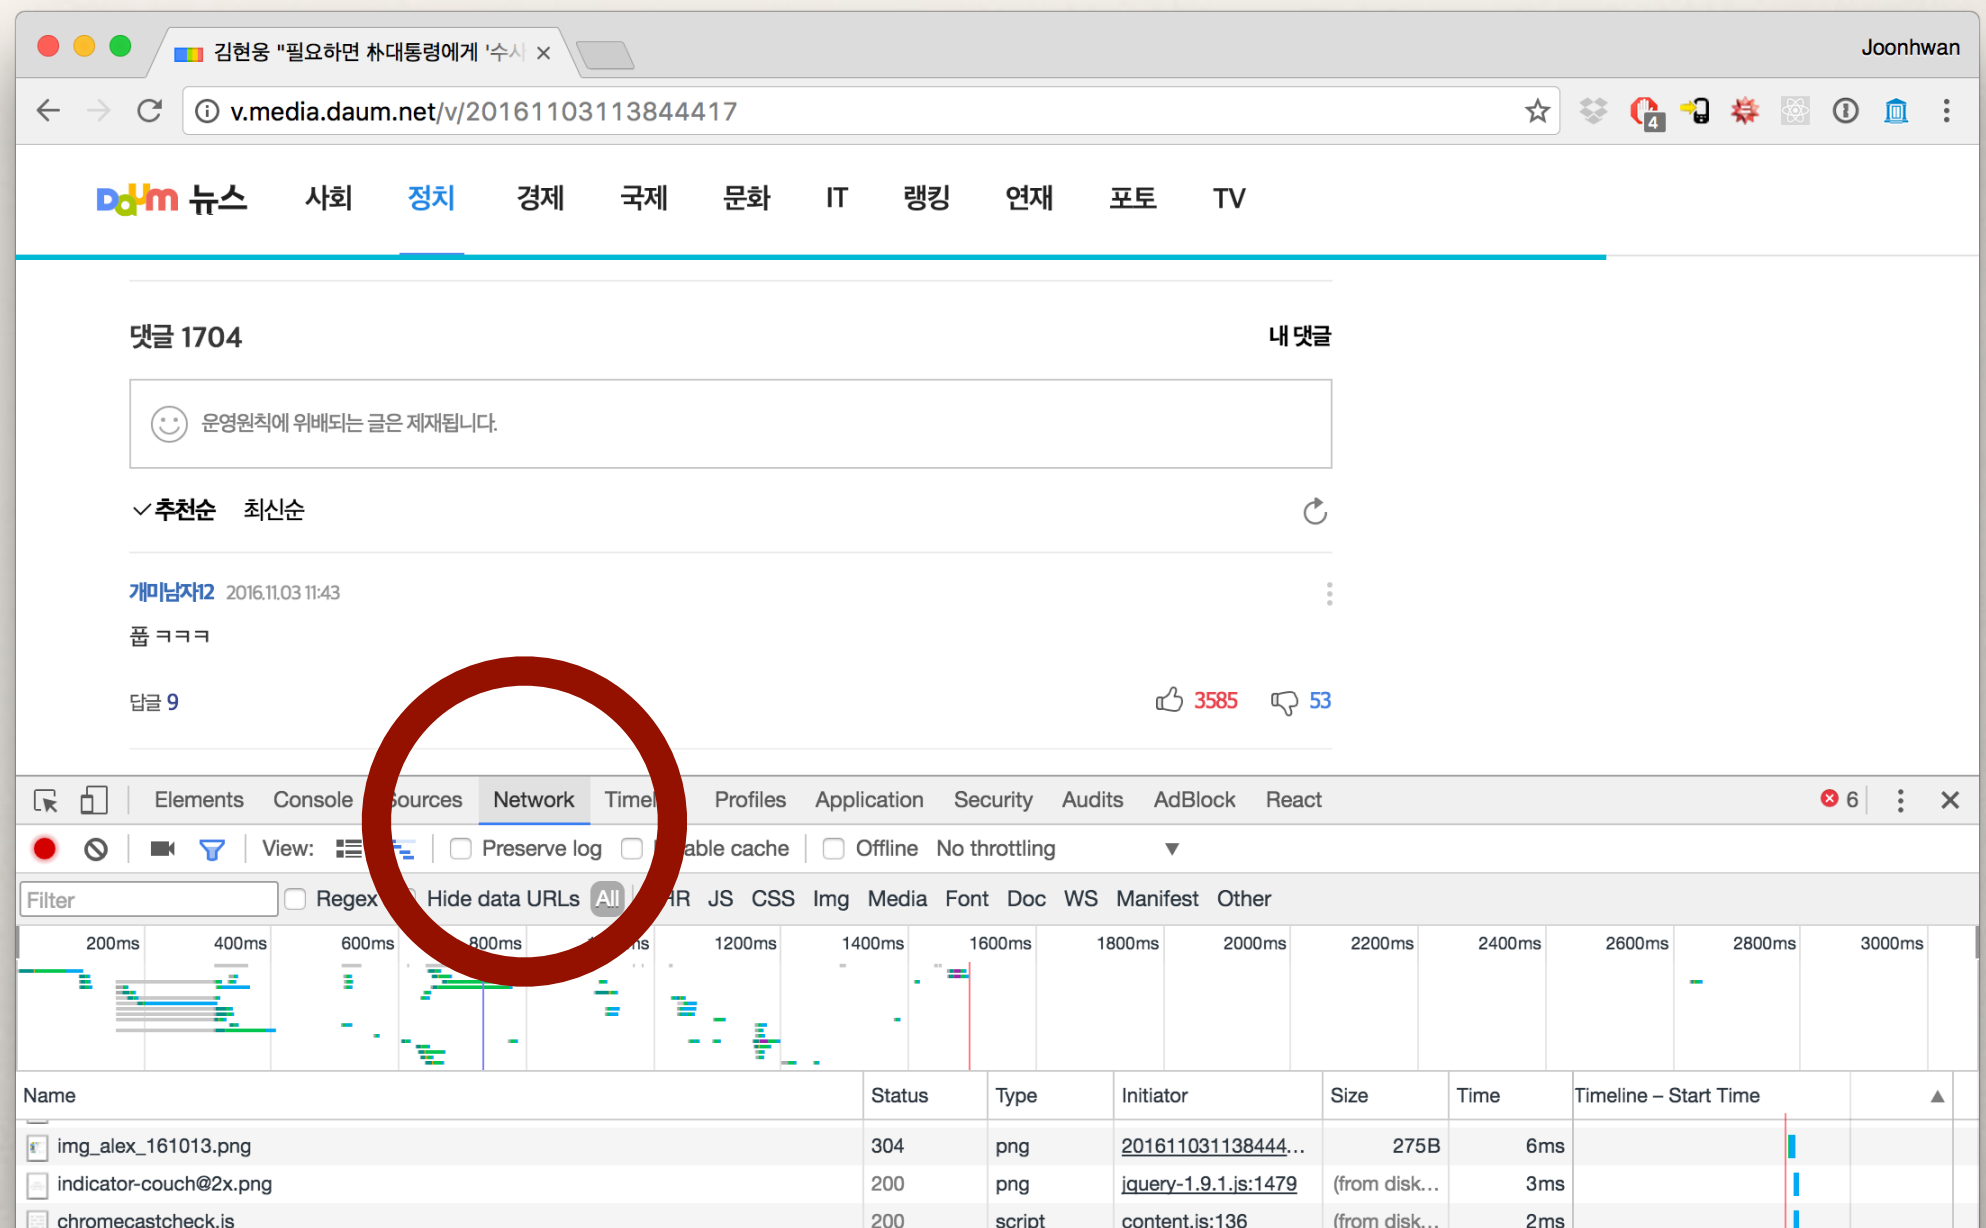 김현웅 "필요하면 朴대통령에게 '수사
Joonhwan
v.media.daum.net/v/20161103113844417
4
Daum 뉴스 사회 정치 경제 국제 문화 IT 랭킹 연재 포토 TV
댓글 1704 내 댓글
운영원칙에 위배되는 글은 제재됩니다.
추천순 최신순
개미남자12 2016.11.03 11:43
풉 ㅋㅋㅋ
답글 9 3585 53
Elements Console Sources Network Timel Profiles Application Security Audits AdBlock React 6
View: Preserve log able cache Offline No throttling
Filter Regex Hide data URLs All HR JS CSS Img Media Font Doc WS Manifest Other
200ms 400ms 600ms 800ms ms 1200ms 1400ms 1600ms 1800ms 2000ms 2200ms 2400ms 2600ms 2800ms 3000ms
Name Status Type Initiator Size Time Timeline – Start Time
img_alex_161013.png 304 png 201611031138444... 275B 6ms
indicator-couch@2x.png 200 png jquery-1.9.1.js:1479 (from disk... 3ms
chromecastcheck.js 200 script content.js:136 (from disk... 2ms